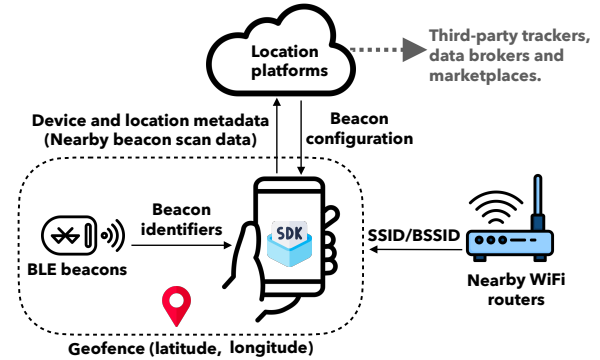 Location
platforms
Third-party trackers,
data brokers and
marketplaces.
Device and location metadata
(Nearby beacon scan data)
Beacon
configuration
Beacon
identifiers
SDK
SSID/BSSID
BLE beacons
Nearby WiFi
routers
Geofence (latitude, longitude)